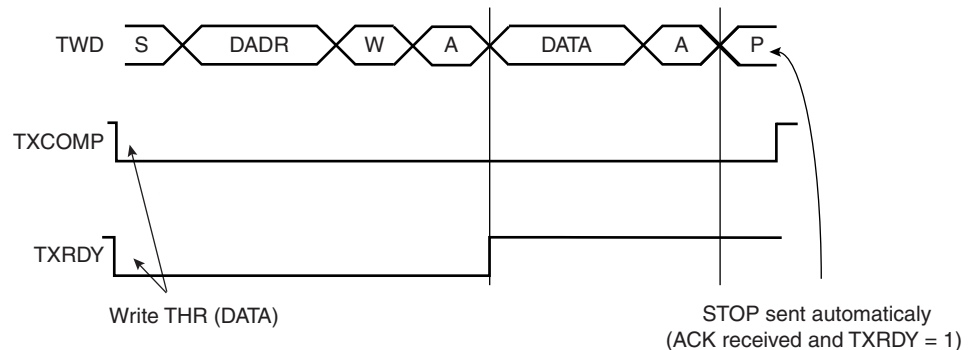 TWD S DADR W A DATA A P
TXCOMP
TXRDY
Write THR (DATA)
STOP sent automaticaly
(ACK received and TXRDY = 1)